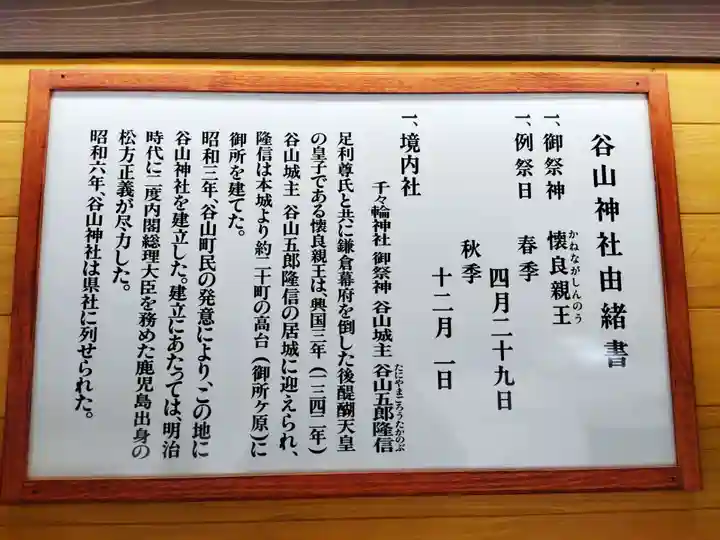 谷山神社由緒書
一、御祭神　懐良親王
かねながしんのう
一、例祭日　春季
四月二十九日
秋季
十二月　一日
一、境内社
千々輪神社　御祭神　谷山城主　谷山五郎隆信
たにやまごろうたかのぶ
足利尊氏と共に鎌倉幕府を倒した後醍醐天皇
の皇子である懐良親王は、興国三年（一三四二年）
谷山城主　谷山五郎隆信の居城に迎えられ、
隆信は本城より約二十町の高台（御所ヶ原）に
御所を建てた。
昭和三年、谷山町民の発意により、この地に
谷山神社を建立した。建立にあたっては、明治
時代に二度内閣総理大臣を務めた鹿児島出身の
松方正義が尽力した。
昭和六年、谷山神社は県社に列せられた。